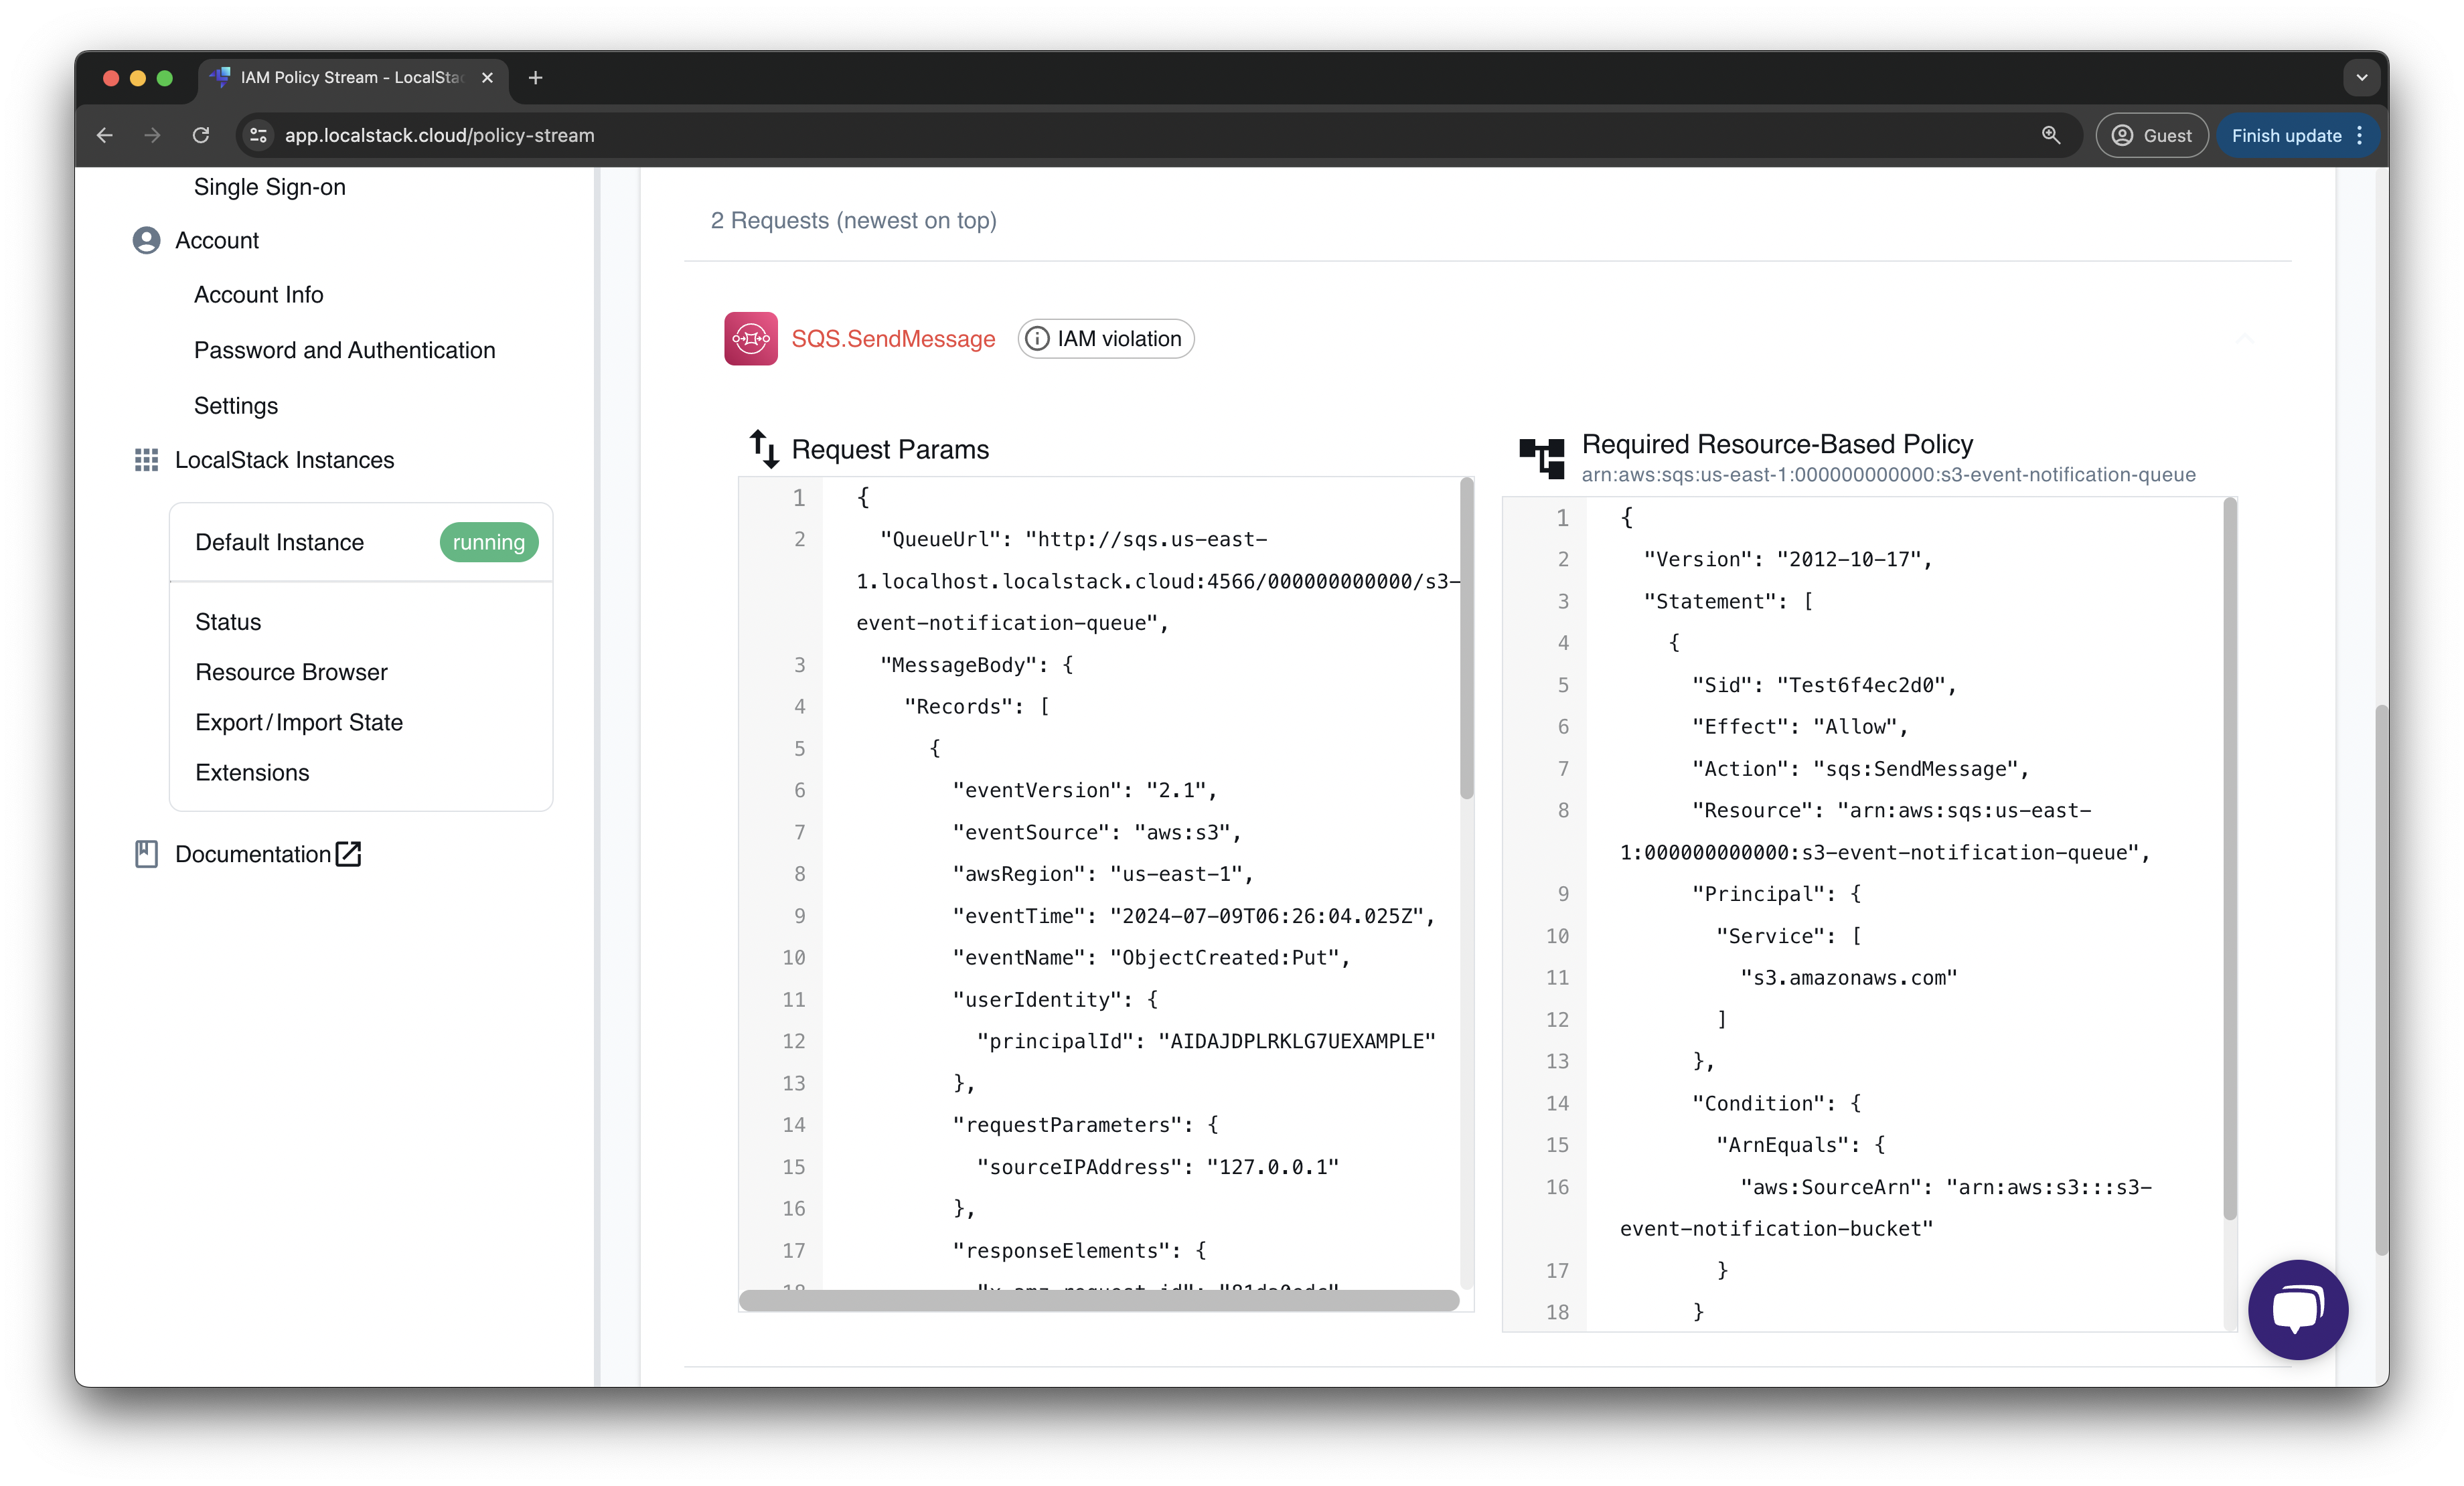 IAM Policy Stream - LocalStac
app.localstack.cloud/policy-stream
Guest
Finish update
Single Sign-on
Account
Account Info
Password and Authentication
Settings
LocalStack Instances
Default Instance
running
Status
Resource Browser
Export/Import State
Extensions
Documentation
2 Requests (newest on top)
SQS.SendMessage
IAM violation
Request Params
1 {
2 "QueueUrl": "http://sqs.us-east-
1.localhost.localstack.cloud:4566/000000000000/s3-
event-notification-queue",
3 "MessageBody": {
4 "Records": [
5 {
6 "eventVersion": "2.1",
7 "eventSource": "aws:s3",
8 "awsRegion": "us-east-1",
9 "eventTime": "2024-07-09T06:26:04.025Z",
10 "eventName": "ObjectCreated:Put",
11 "userIdentity": {
12 "principalId": "AIDAJDPLRKLG7UEXAMPLE"
13 },
14 "requestParameters": {
15 "sourceIPAddress": "127.0.0.1"
16 },
17 "responseElements": {
Required Resource-Based Policy
arn:aws:sqs:us-east-1:000000000000:s3-event-notification-queue
1 {
2 "Version": "2012-10-17",
3 "Statement": [
4 {
5 "Sid": "Test6f4ec2d0",
6 "Effect": "Allow",
7 "Action": "sqs:SendMessage",
8 "Resource": "arn:aws:sqs:us-east-
1:000000000000:s3-event-notification-queue",
9 "Principal": {
10 "Service": [
11 "s3.amazonaws.com"
12 ]
13 },
14 "Condition": {
15 "ArnEquals": {
16 "aws:SourceArn": "arn:aws:s3:::s3-
event-notification-bucket"
17 }
18 }